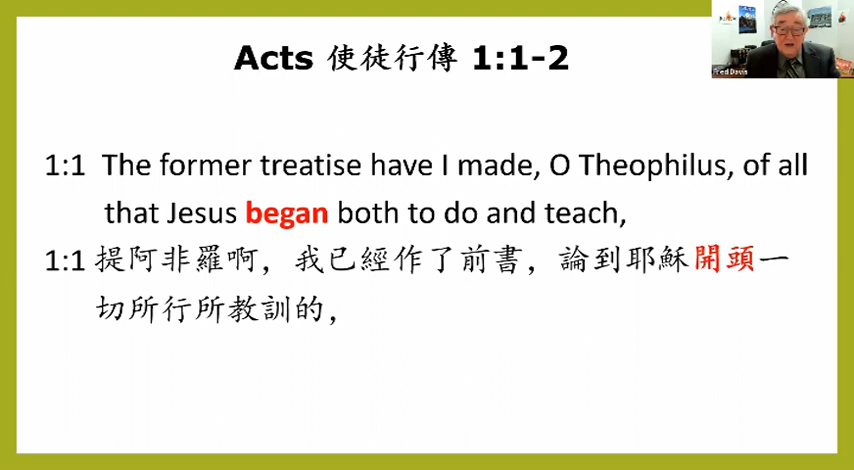 Acts 使徒行傳 1:1-2
Fred Davis
1:1 The former treatise have I made, O Theophilus, of all
that Jesus began both to do and teach,
1:1 提阿非羅啊，我已經作了前書，論到耶穌開頭一
切所行所教訓的，